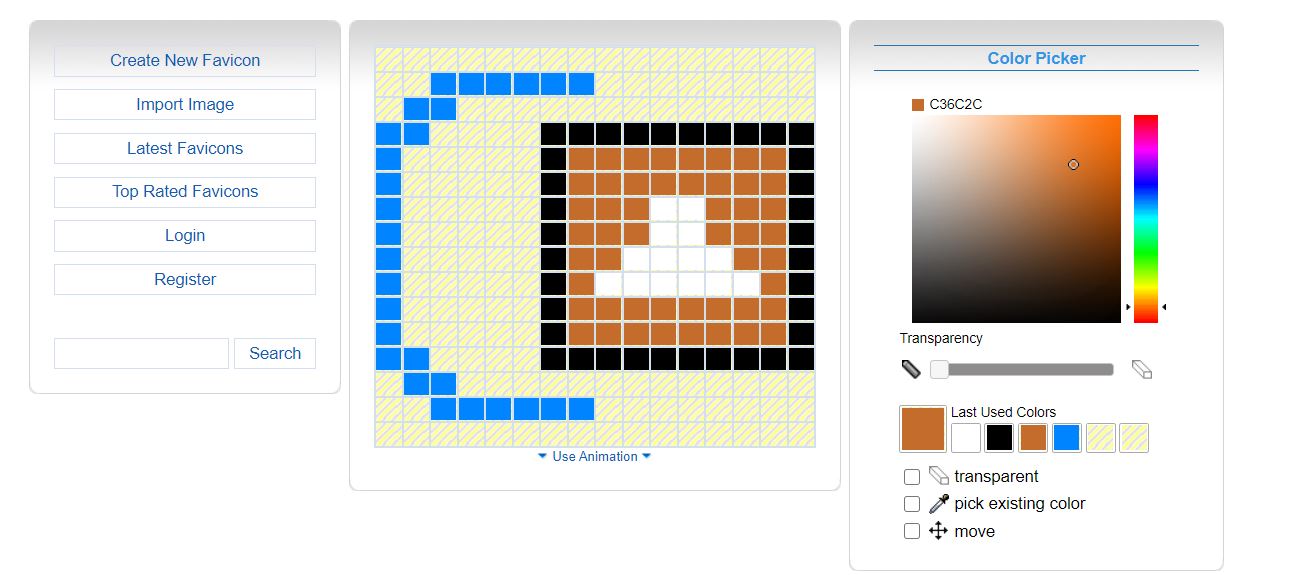 Create New Favicon
Import Image
Latest Favicons
Top Rated Favicons
Login
Register
Search
Use Animation
Color Picker
C36C2C
Transparency
Last Used Colors
transparent
pick existing color
move